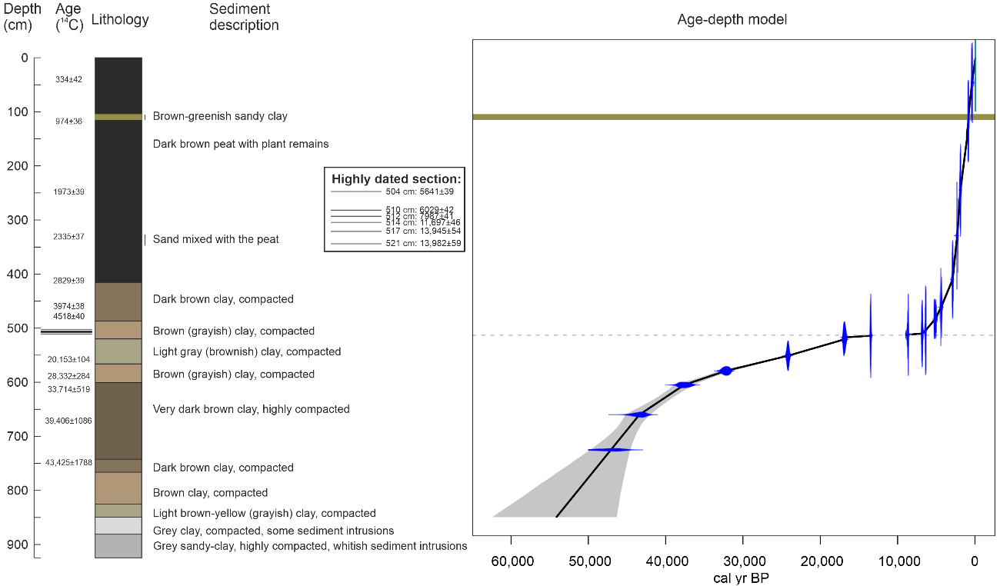 Depth
(cm)
Age
(¹⁴C)
Lithology
Sediment
description
Age-depth model
0
100
200
300
400
500
600
700
800
900
334±42
974±36
1973±39
2335±37
2829±39
3974±38
4518±40
20,153±104
28,332±284
33,714±519
39,406±1086
43,425±1788
Brown-greenish sandy clay
Dark brown peat with plant remains
Sand mixed with the peat
Dark brown clay, compacted
Brown (grayish) clay, compacted
Light gray (brownish) clay, compacted
Brown (grayish) clay, compacted
Very dark brown clay, highly compacted
Dark brown clay, compacted
Brown clay, compacted
Light brown-yellow (grayish) clay, compacted
Grey clay, compacted, some sediment intrusions
Grey sandy-clay, highly compacted, whitish sediment intrusions
Highly dated section:
504 cm: 5641±39
510 cm: 6029±42
512 cm: 7987±41
514 cm: 11,697±46
517 cm: 13,945±54
521 cm: 13,982±59
60,000
50,000
40,000
30,000
20,000
10,000
0
cal yr BP